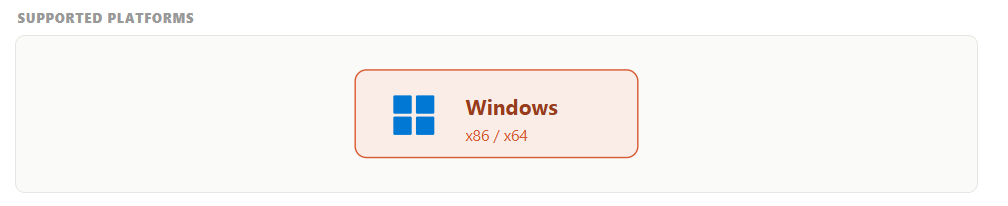 SUPPORTED PLATFORMS
Windows
x86 / x64